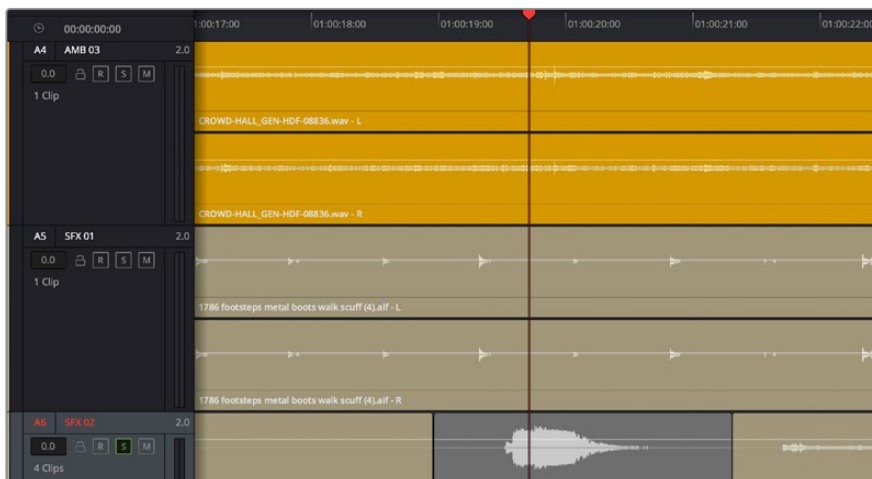 00:00:00:00
1:00:17:00 01:00:18:00 01:00:19:00 01:00:20:00 01:00:21:00 01:00:22:00
A4 AMB 03 2.0
0.0 R S M
1 Clip
CROWD-HALL_GEN-HDF-08836.wav - L
CROWD-HALL_GEN-HDF-08836.wav - R
A5 SFX 01 2.0
0.0 R S M
1 Clip
1786 footsteps metal boots walk scuff (4).aif - L
1786 footsteps metal boots walk scuff (4).aif - R
A6 SFX 02 2.0
0.0 R S M
4 Clips